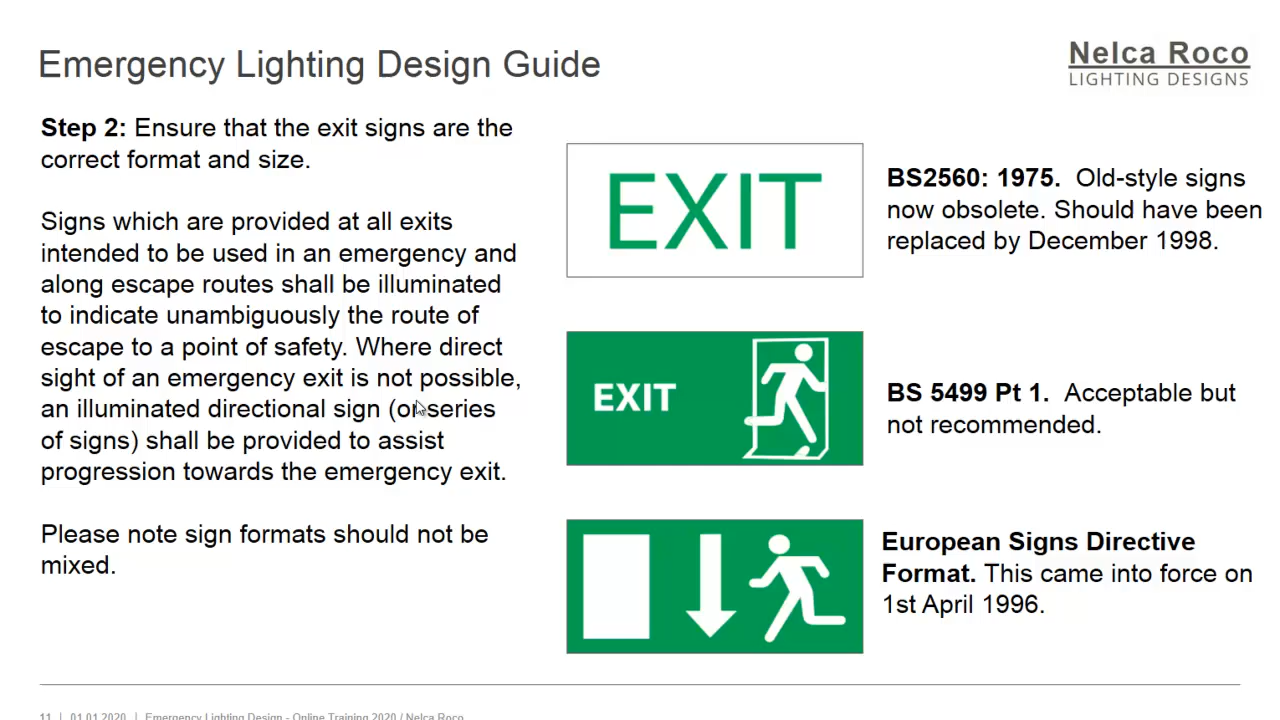 Emergency Lighting Design Guide
Nelca Roco
LIGHTING DESIGNS
Step 2: Ensure that the exit signs are the
correct format and size.
Signs which are provided at all exits
intended to be used in an emergency and
along escape routes shall be illuminated
to indicate unambiguously the route of
escape to a point of safety. Where direct
sight of an emergency exit is not possible,
an illuminated directional sign (or series
of signs) shall be provided to assist
progression towards the emergency exit.
Please note sign formats should not be
mixed.
EXIT
BS2560: 1975. Old-style signs
now obsolete. Should have been
replaced by December 1998.
EXIT
BS 5499 Pt 1. Acceptable but
not recommended.
European Signs Directive
Format. This came into force on
1st April 1996.
11 | 01.01.2020 | Emergency Lighting Design - Online Training 2020 / Nelca Roco